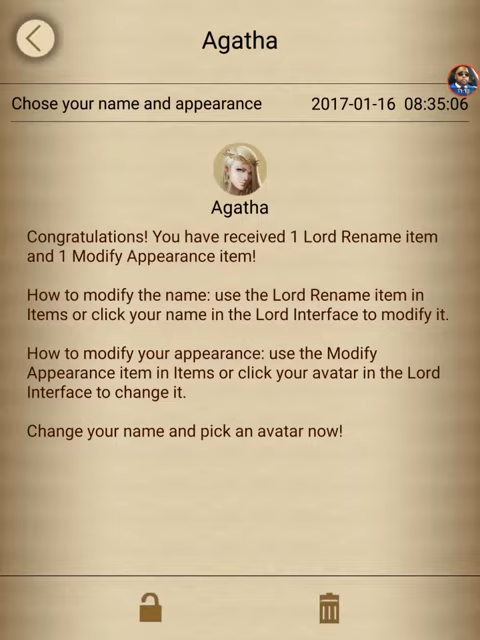 Agatha
Chose your name and appearance 2017-01-16 08:35:06
Agatha
Congratulations! You have received 1 Lord Rename item
and 1 Modify Appearance item!
How to modify the name: use the Lord Rename item in
Items or click your name in the Lord Interface to modify it.
How to modify your appearance: use the Modify
Appearance item in Items or click your avatar in the Lord
Interface to change it.
Change your name and pick an avatar now!